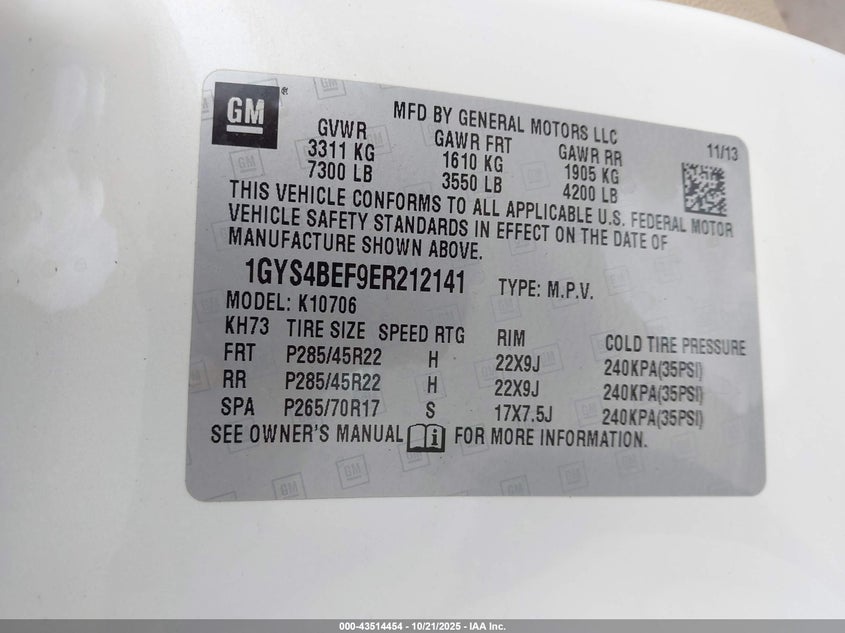 GM ®
MFD BY GENERAL MOTORS LLC
GVWR GAWR FRT GAWR RR 11/13
3311 KG 1610 KG 1905 KG
7300 LB 3550 LB 4200 LB
THIS VEHICLE CONFORMS TO ALL APPLICABLE U.S. FEDERAL MOTOR
VEHICLE SAFETY STANDARDS IN EFFECT ON THE DATE OF
MANUFACTURE SHOWN ABOVE.
1GYS4BEF9ER212141 TYPE: M.P.V.
MODEL: K10706
KH73 TIRE SIZE SPEED RTG RIM COLD TIRE PRESSURE
FRT P285/45R22 H 22X9J 240KPA(35PSI)
RR P285/45R22 H 22X9J 240KPA(35PSI)
SPA P265/70R17 S 17X7.5J 240KPA(35PSI)
SEE OWNER'S MANUAL FOR MORE INFORMATION.
000-43514454 - 10/21/2025 - IAA Inc.